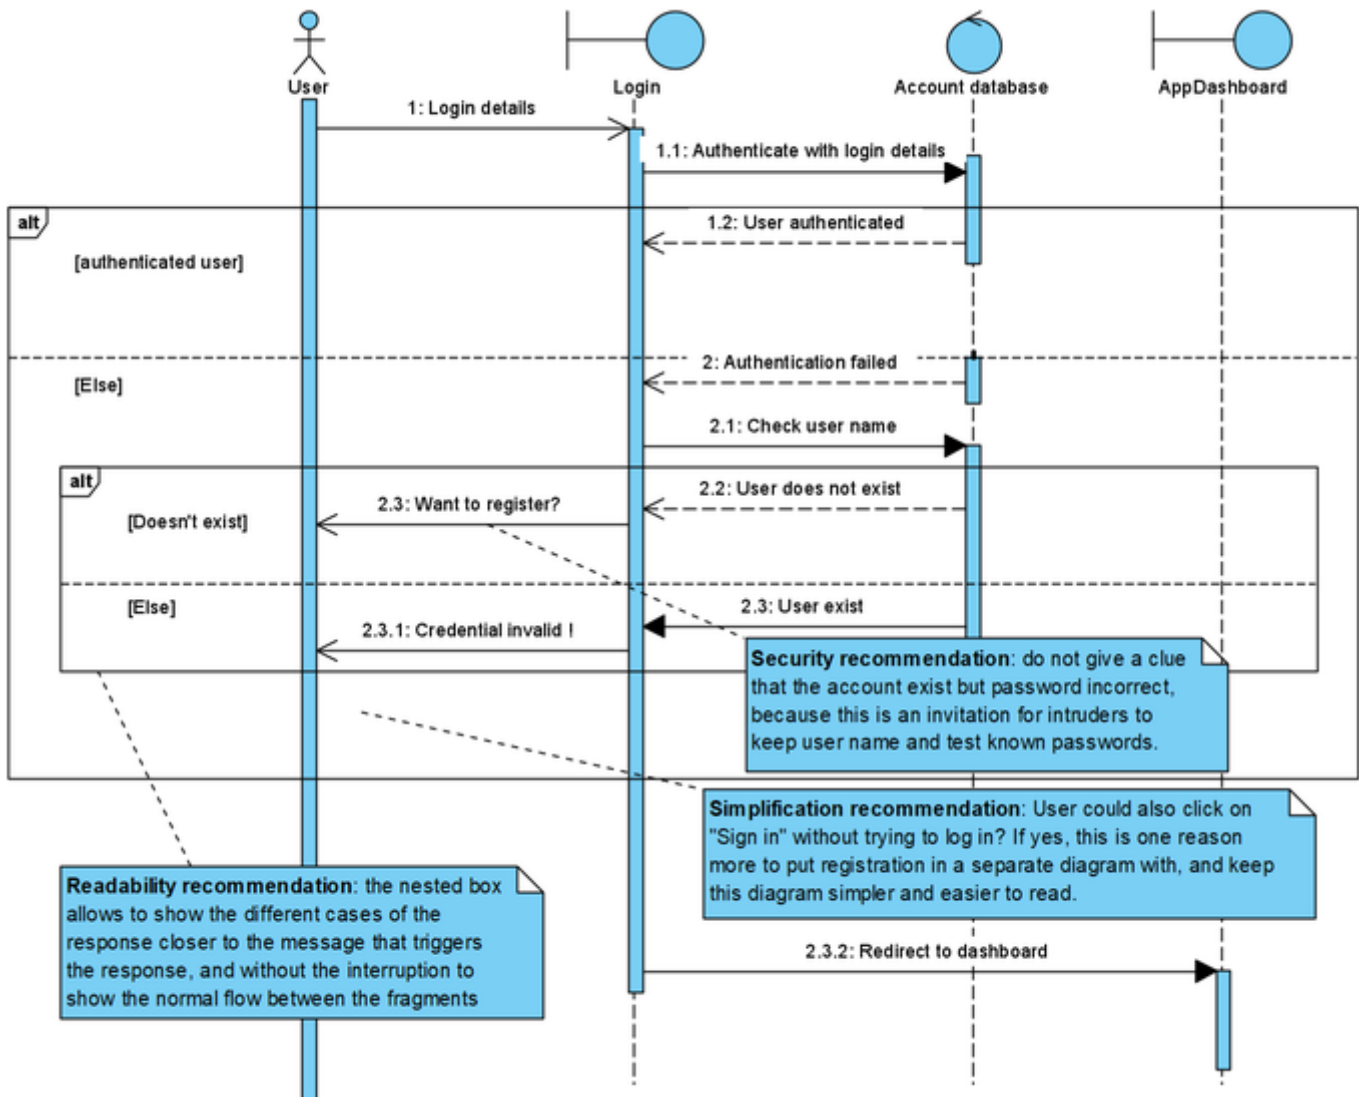 User
Login
Account database
AppDashboard
1: Login details
1.1: Authenticate with login details
alt
1.2: User authenticated
[authenticated user]
2: Authentication failed
[Else]
2.1: Check user name
alt
2.2: User does not exist
2.3: Want to register?
[Doesn't exist]
[Else]
2.3: User exist
2.3.1: Credential invalid !
Security recommendation: do not give a clue
that the account exist but password incorrect,
because this is an invitation for intruders to
keep user name and test known passwords.
Simplification recommendation: User could also click on
"Sign in" without trying to log in? If yes, this is one reason
more to put registration in a separate diagram with, and keep
this diagram simpler and easier to read.
Readability recommendation: the nested box
allows to show the different cases of the
response closer to the message that triggers
the response, and without the interruption to
show the normal flow between the fragments
2.3.2: Redirect to dashboard